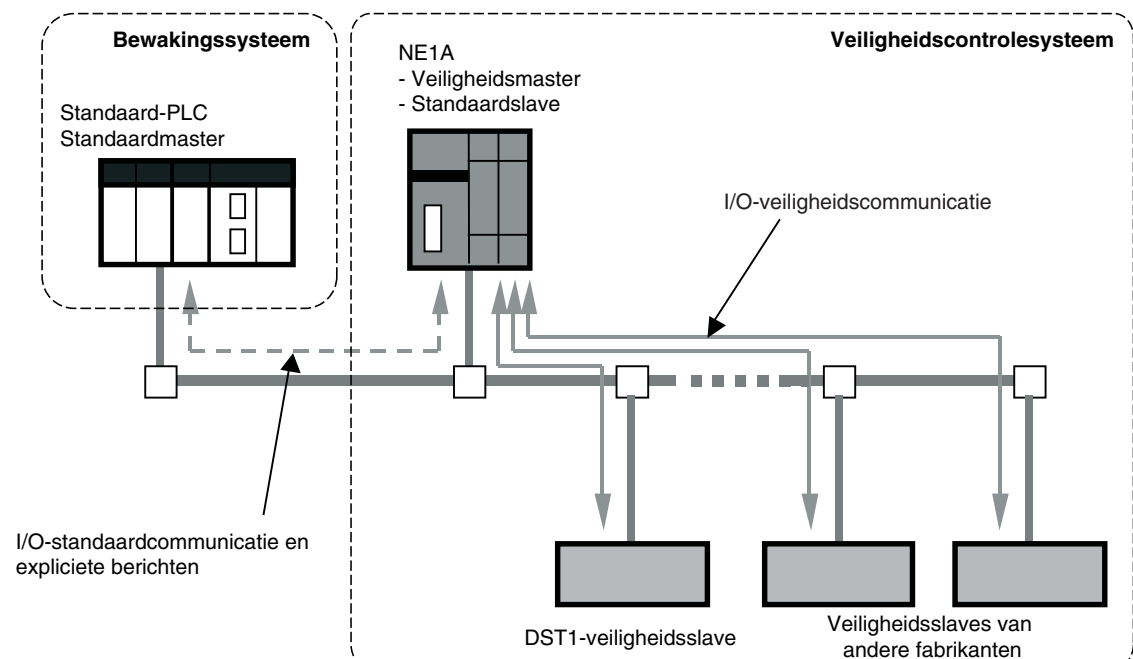 Bewakingssysteem
Veiligheidscontrolesysteem
NE1A
- Veiligheidsmaster
- Standaardslave
Standaard-PLC
Standaardmaster
I/O-veiligheidscommunicatie
I/O-standaardcommunicatie en
expliciete berichten
DST1-veiligheidsslave
Veiligheidsslaves van
andere fabrikanten